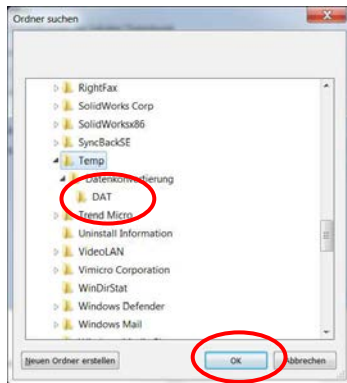 Ordner suchen
RightFax
SolidWorks Corp
SolidWorksx86
SyncBackSE
Temp
Datenkonvertierung
DAT
Trend Micro
Uninstall Information
VideoLAN
Vimicro Corporation
WinDirStat
Windows Defender
Windows Mail
Neuen Ordner erstellen
OK
Abbrechen